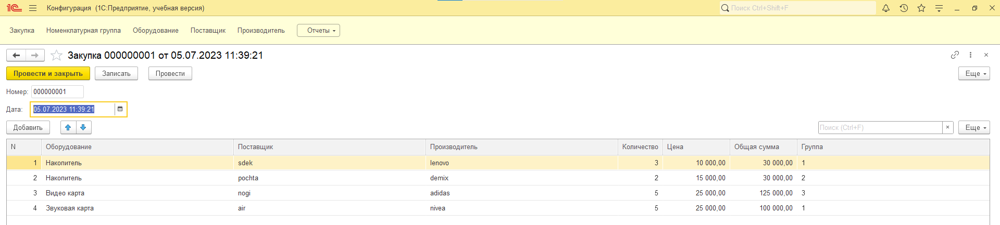 1С Конфигурация (1С:Предприятие, учебная версия) Поиск Ctrl+Shift+F
Закупка Номенклатурная группа Оборудование Поставщик Производитель Отчеты
Закупка 000000001 от 05.07.2023 11:39:21
Провести и закрыть Записать Провести Еще
Номер: 000000001
Дата: 05.07.2023 11:39:21
Добавить Поиск (Ctrl+F) × Еще
N Оборудование Поставщик Производитель Количество Цена Общая сумма Группа
1 Накопитель sdek lenovo 3 10 000,00 30 000,00 1
2 Накопитель pochta demix 2 15 000,00 30 000,00 2
3 Видео карта nogi adidas 5 25 000,00 125 000,00 3
4 Звуковая карта air nivea 5 25 000,00 100 000,00 1